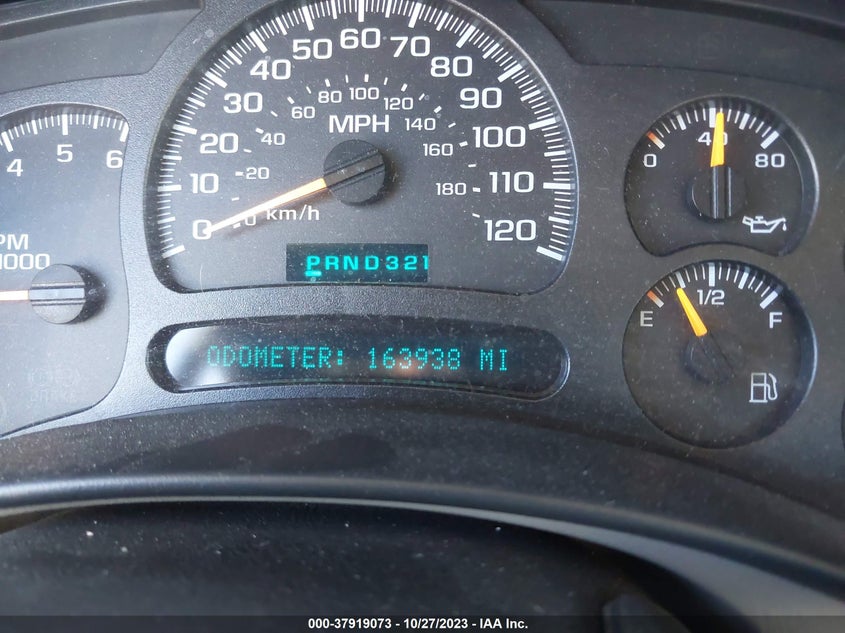 4 5 6
PM
1000
0 10 20 30 40 50 60 70 80 90 100 110 120
0 20 40 60 80 100 120 140 160 180
MPH
km/h
PRND321
ODOMETER: 163938 MI
0 40 80
E 1/2 F
000-37919073 - 10/27/2023 - IAA Inc.